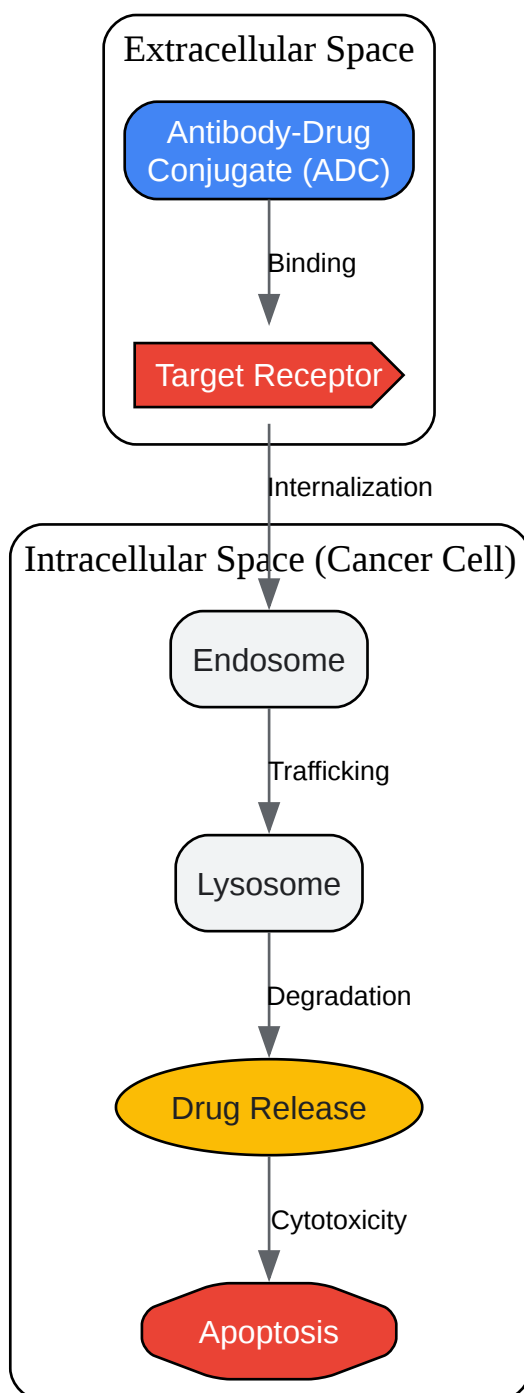 Extracellular Space
Antibody-Drug
Conjugate (ADC)
Binding
Target Receptor
Internalization
Intracellular Space (Cancer Cell)
Endosome
Trafficking
Lysosome
Degradation
Drug Release
Cytotoxicity
Apoptosis